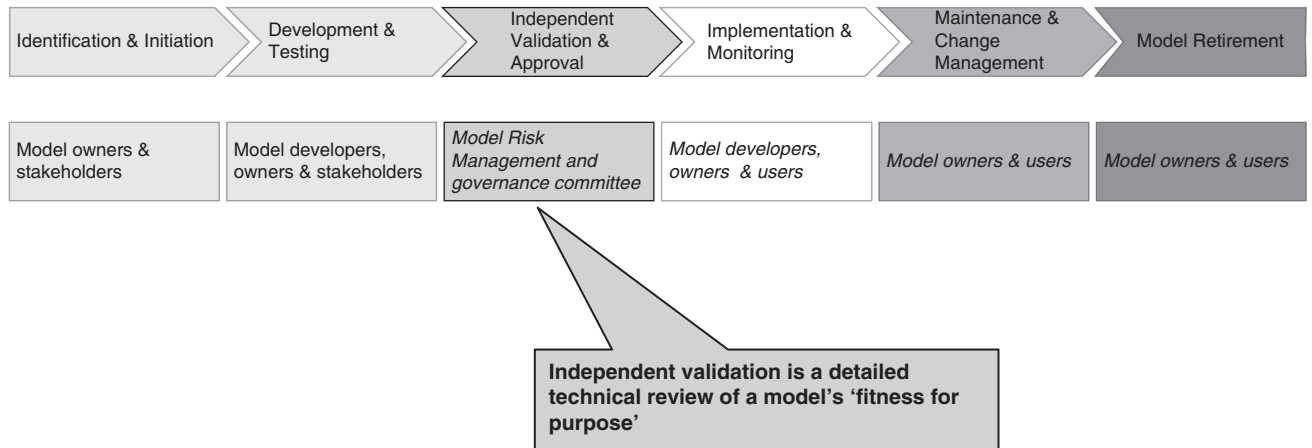 Identification & Initiation
Development &
Testing
Independent
Validation &
Approval
Implementation &
Monitoring
Maintenance &
Change
Management
Model Retirement
Model owners &
stakeholders
Model developers,
owners & stakeholders
Model Risk
Management and
governance committee
Model developers,
owners & users
Model owners & users
Model owners & users
Independent validation is a detailed
technical review of a model's ‘fitness for
purpose’